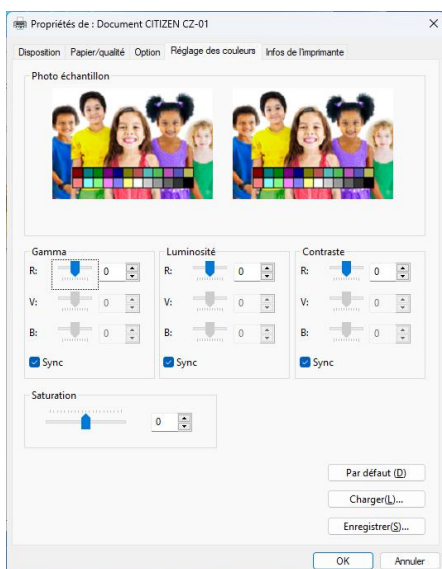 Propriétés de : Document CITIZEN CZ-01
Disposition Papier/qualité Option Réglage des couleurs Infos de l'imprimante
Photo échantillon
Gamma Luminosité Contraste
R: 0 R: 0 R: 0
V: 0 V: 0 V: 0
B: 0 B: 0 B: 0
Sync Sync Sync
Saturation
0
Par défaut (D)
Charger(L)...
Enregistrer(S)...
OK Annuler